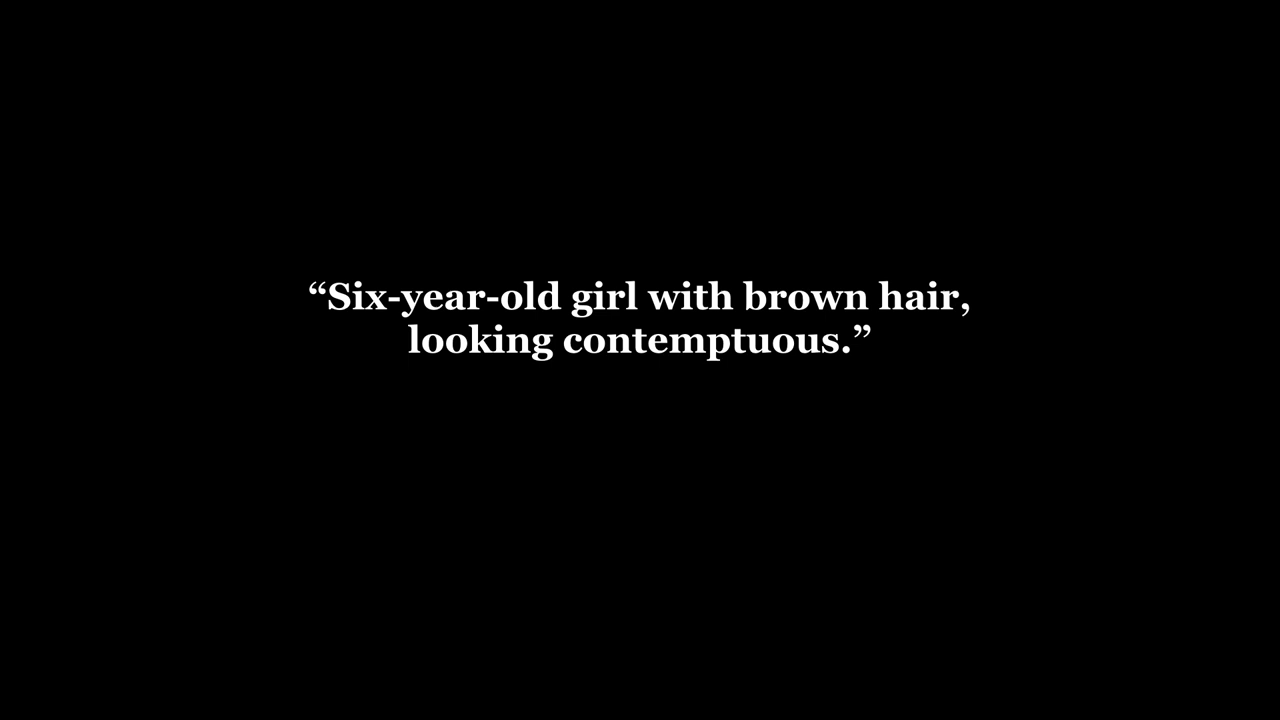 “Six-year-old girl with brown hair,
looking contemptuous.”